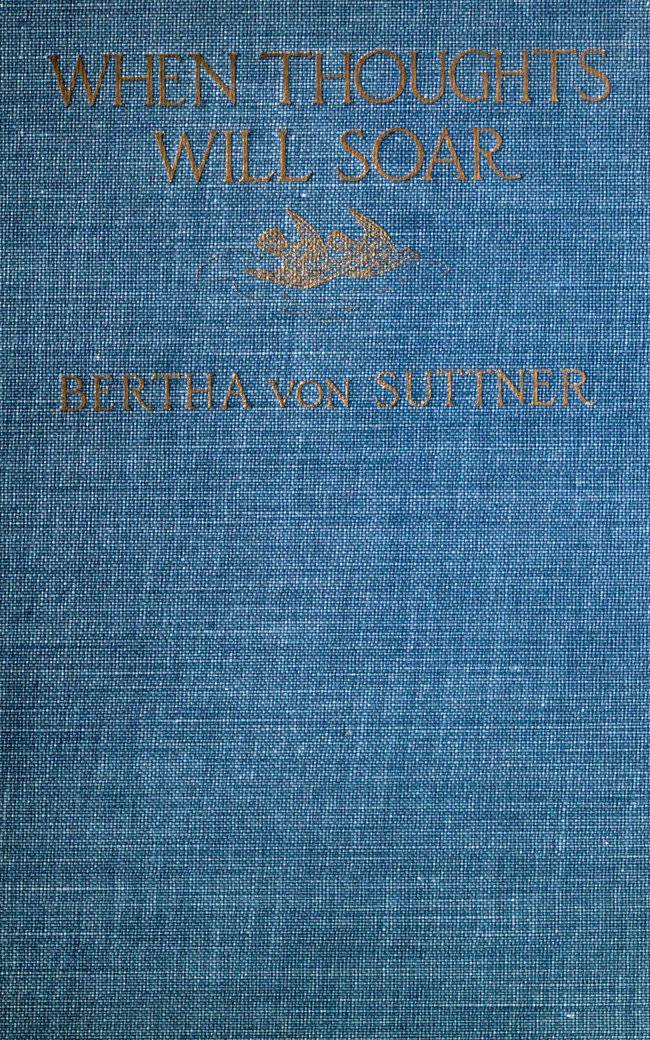 WHEN THOUGHTS
WILL SOAR
BERTHA VON SUTTNER